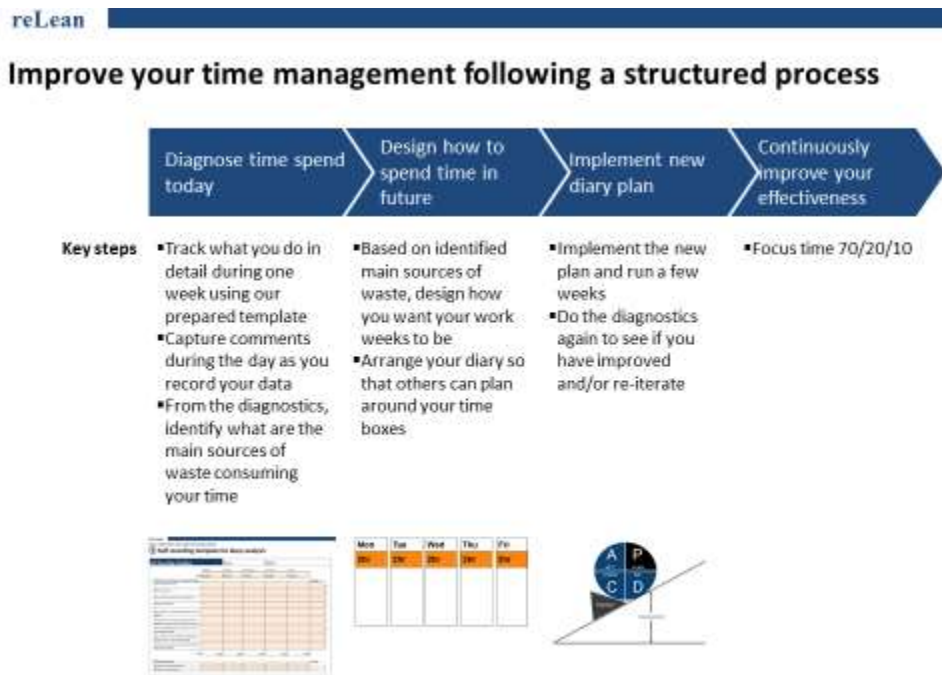 reLean
Improve your time management following a structured process
Diagnose time spend
today
Design how to
spend time in
future
Implement new
diary plan
Continuously
improve your
effectiveness
Key steps
▪Track what you do in
detail during one
week using our
prepared template
▪Capture comments
during the day as you
record your data
▪From the diagnostics,
identify what are the
main sources of
waste consuming
your time
▪Based on identified
main sources of
waste, design how
you want your work
weeks to be
▪Arrange your diary so
that others can plan
around your time
boxes
▪Implement the new
plan and run a few
weeks
▪Do the diagnostics
again to see if you
have improved
and/or re-iterate
▪Focus time 70/20/10
Mon Tue Wed Thu Fri
A P
C D